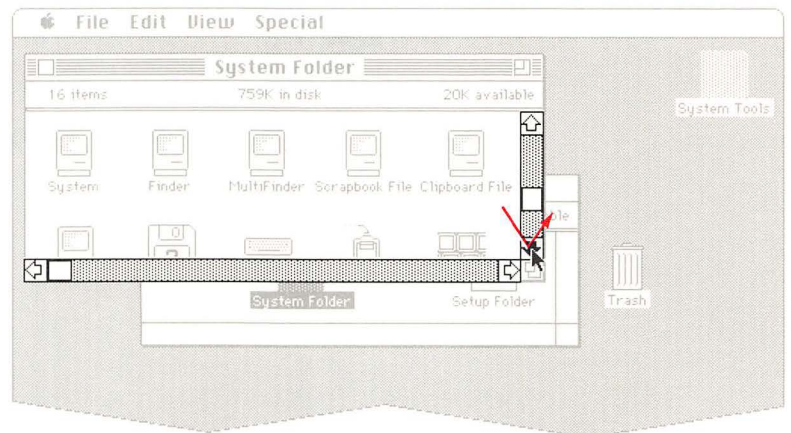 File Edit View Special
System Folder
16 items 759K in disk 20K available
System Tools
System Finder MultiFinder Scrapbook File Clipboard File
ble
System Folder Setup Folder Trash